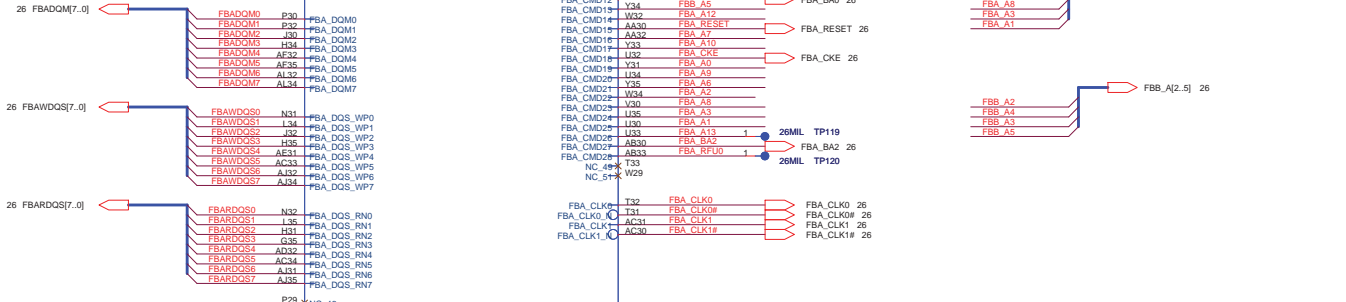 26 FBADQM[7..0]
FBADQM0 P30 FBA_DQM0
FBADQM1 P32 FBA_DQM1
FBADQM2 J30 FBA_DQM2
FBADQM3 H34 FBA_DQM3
FBADQM4 AF32 FBA_DQM4
FBADQM5 AF35 FBA_DQM5
FBADQM6 AL32 FBA_DQM6
FBADQM7 AL34 FBA_DQM7
26 FBAWDQS[7..0]
FBAWDQS0 N31 FBA_DQS_WP0
FBAWDQS1 L34 FBA_DQS_WP1
FBAWDQS2 J32 FBA_DQS_WP2
FBAWDQS3 H35 FBA_DQS_WP3
FBAWDQS4 AE31 FBA_DQS_WP4
FBAWDQS5 AC33 FBA_DQS_WP5
FBAWDQS6 AJ32 FBA_DQS_WP6
FBAWDQS7 AJ34 FBA_DQS_WP7
26 FBARDQS[7..0]
FBARDQS0 N32 FBA_DQS_RN0
FBARDQS1 L35 FBA_DQS_RN1
FBARDQS2 H31 FBA_DQS_RN2
FBARDQS3 G35 FBA_DQS_RN3
FBARDQS4 AD32 FBA_DQS_RN4
FBARDQS5 AC34 FBA_DQS_RN5
FBARDQS6 AJ31 FBA_DQS_RN6
FBARDQS7 AJ35 FBA_DQS_RN7
P29
FBA_CMD12
FBA_BA0 26
FBA_CMD13 Y34 FBB_A5
FBA_CMD14 W32 FBA_A12
FBA_CMD15 AA30 FBA_RESET FBA_RESET 26
FBA_CMD16 AA32 FBA_A7
FBA_CMD17 Y33 FBA_A10
FBA_CMD18 U32 FBA_CKE FBA_CKE 26
FBA_CMD19 Y31 FBA_A0
FBA_CMD20 U34 FBA_A9
FBA_CMD21 Y35 FBA_A6
FBA_CMD22 W34 FBA_A2
FBA_CMD23 V30 FBA_A8
FBA_CMD24 U35 FBA_A3
FBA_CMD25 U30 FBA_A1
FBA_CMD26 U33 FBA_A13 1 26MIL TP119
FBA_CMD27 AB30 FBA_BA2 FBA_BA2 26
FBA_CMD28 AB33 FBA_RFU0 1 26MIL TP120
NC_49 T33
NC_51 W29
FBA_CLK0 T32 FBA_CLK0 FBA_CLK0 26
FBA_CLK0_N T31 FBA_CLK0# FBA_CLK0# 26
FBA_CLK1 AC31 FBA_CLK1 FBA_CLK1 26
FBA_CLK1_N AC30 FBA_CLK1# FBA_CLK1# 26
FBA_A8
FBA_A3
FBA_A1
FBB_A[2..5] 26
FBB_A2
FBB_A4
FBB_A3
FBB_A5